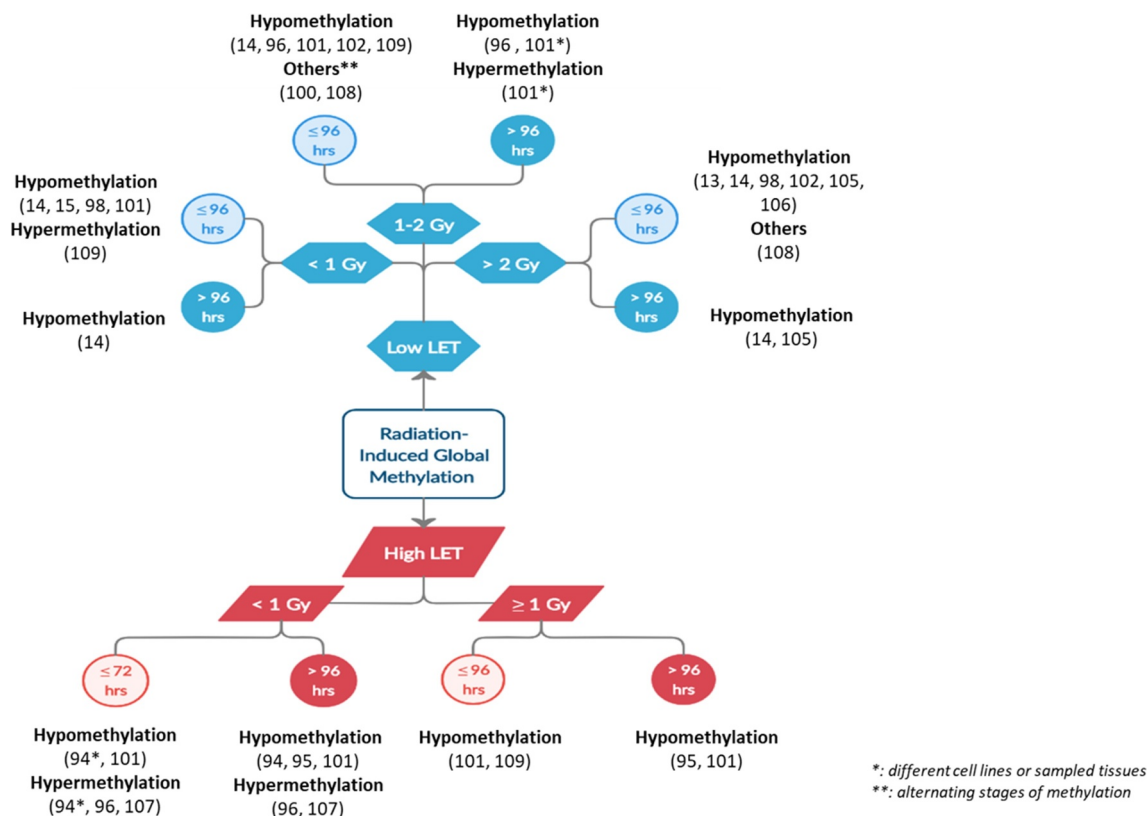 Hypomethylation
(14, 96, 101, 102, 109)
Others**
(100, 108)
Hypomethylation
(96 , 101*)
Hypermethylation
(101*)
≤ 96
hrs
> 96
hrs
Hypomethylation
(14, 15, 98, 101)
Hypermethylation
(109)
≤ 96
hrs
1-2 Gy
≤ 96
hrs
Hypomethylation
(13, 14, 98, 102, 105,
106)
Others
(108)
< 1 Gy
> 2 Gy
Hypomethylation
(14)
> 96
hrs
> 96
hrs
Hypomethylation
(14, 105)
Low LET
Radiation-
Induced Global
Methylation
High LET
< 1 Gy
≥ 1 Gy
≤ 72
hrs
> 96
hrs
≤ 96
hrs
> 96
hrs
Hypomethylation
(94*, 101)
Hypermethylation
(94*, 96, 107)
Hypomethylation
(94, 95, 101)
Hypermethylation
(96, 107)
Hypomethylation
(101, 109)
Hypomethylation
(95, 101)
*: different cell lines or sampled tissues
**: alternating stages of methylation